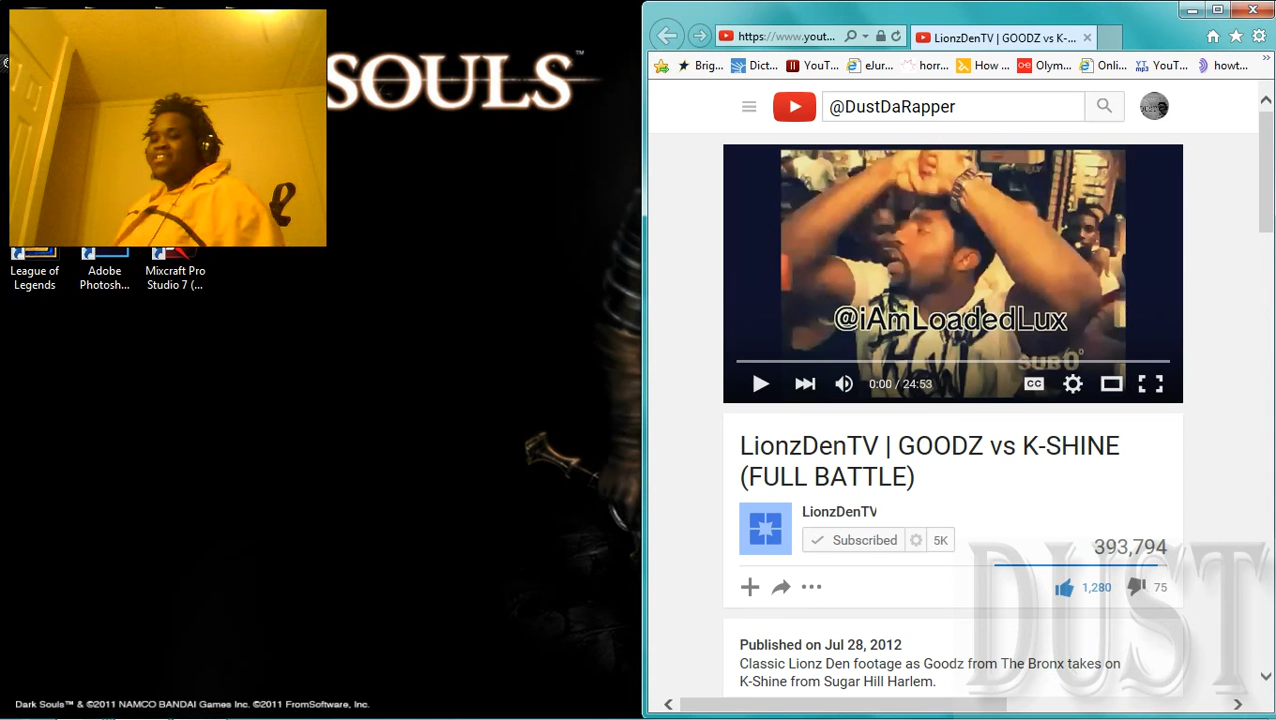 SOULS™
League of
Legends
Adobe
Photosh...
Mixcraft Pro
Studio 7 (...
Dark Souls™ & ©2011 NAMCO BANDAI Games Inc. ©2011 FromSoftware, Inc.
https://www.yout...
LionzDenTV | GOODZ vs K-...
Brig...
Dict...
YouT...
eJur...
horr...
How ...
Olym...
Onli...
YouT...
howt...
@DustDaRapper
@iAmLoadedLux
SUB0°
0:00 / 24:53
CC
LionzDenTV | GOODZ vs K-SHINE
(FULL BATTLE)
LionzDenTV
Subscribed 5K
393,794
1,280 75
DUST
Published on Jul 28, 2012
Classic Lionz Den footage as Goodz from The Bronx takes on
K-Shine from Sugar Hill Harlem.